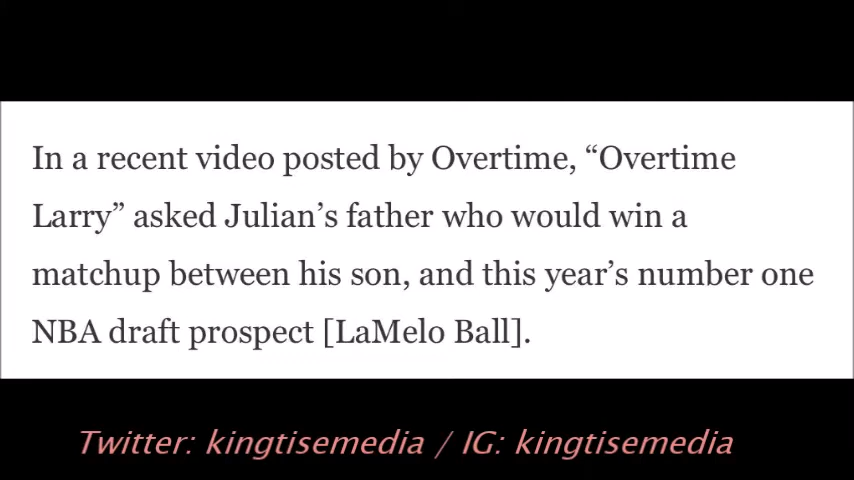 In a recent video posted by Overtime, “Overtime
Larry” asked Julian’s father who would win a
matchup between his son, and this year’s number one
NBA draft prospect [LaMelo Ball].
Twitter: kingtisemedia / IG: kingtisemedia